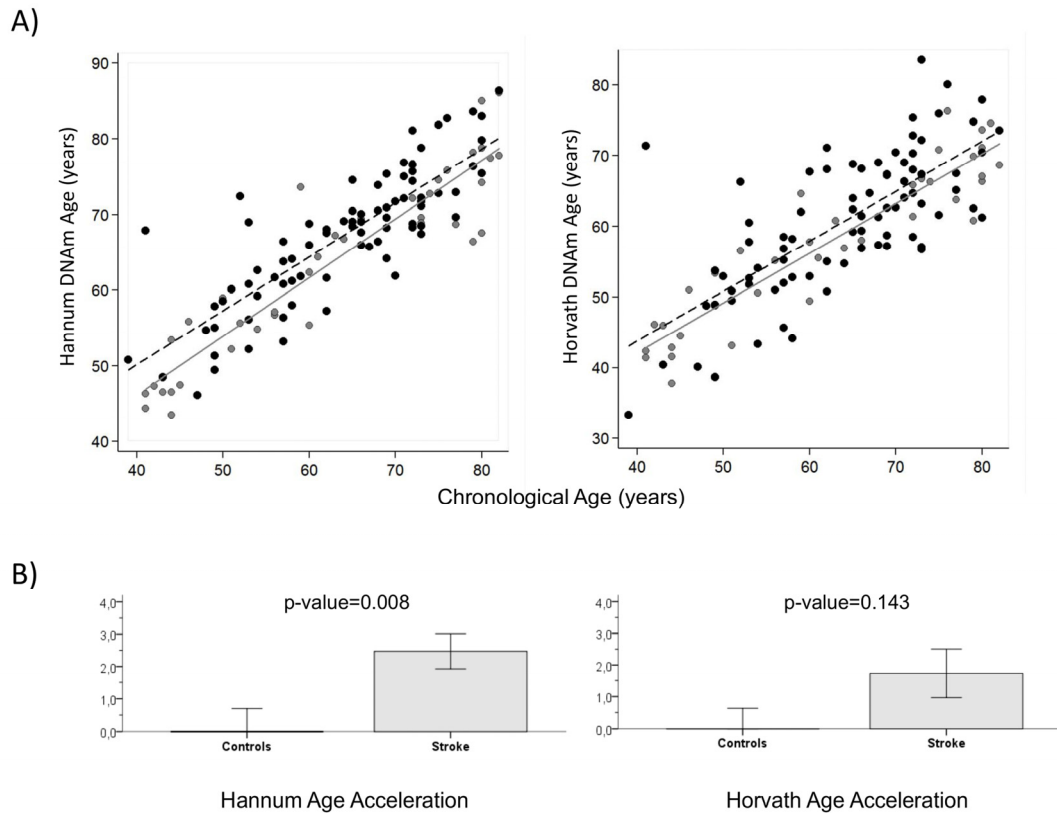 A)
90
80
70
60
50
40
Hannum DNAm Age (years)
40
50
60
70
80
80
70
60
50
40
30
Horvath DNAm Age (years)
40
50
60
70
80
Chronological Age (years)
B)
p-value=0.008
4,0
3,0
2,0
1,0
0,0
Controls
Stroke
Hannum Age Acceleration
p-value=0.143
4,0
3,0
2,0
1,0
0,0
Controls
Stroke
Horvath Age Acceleration